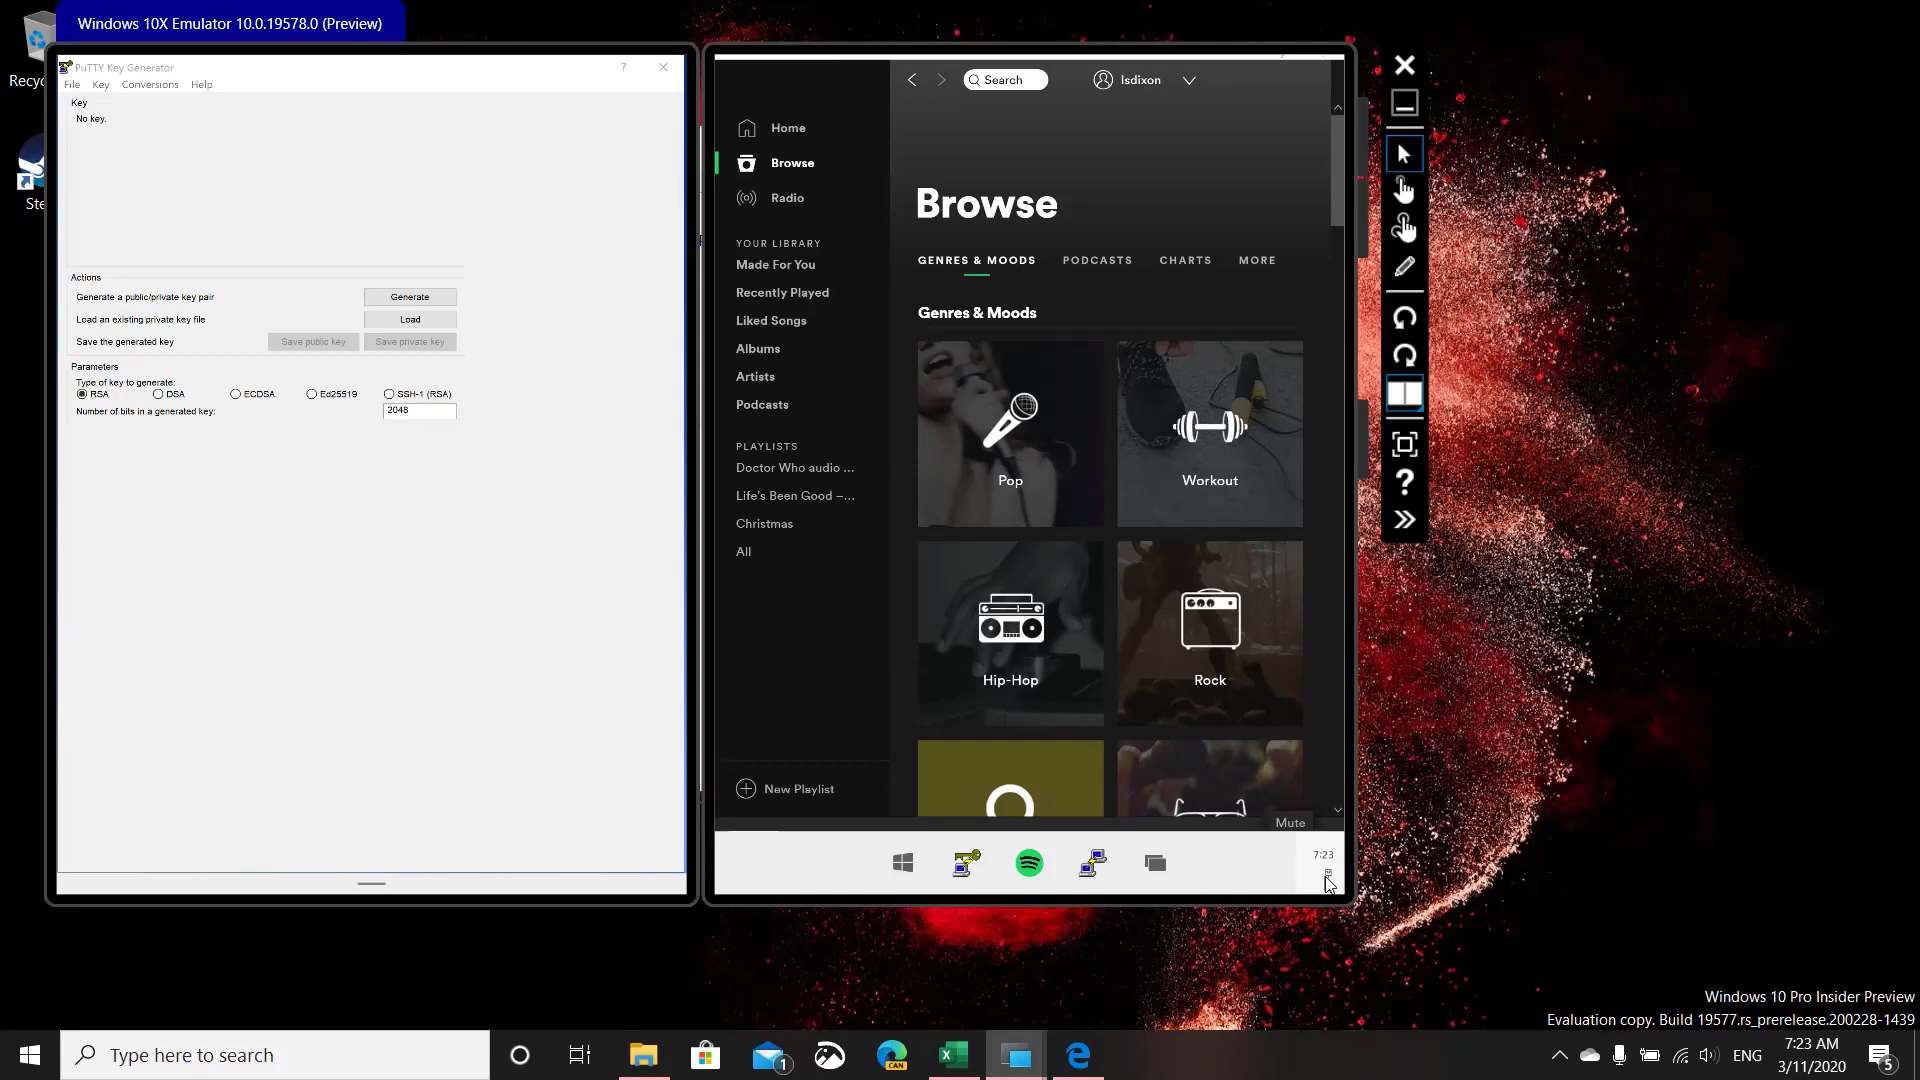 Windows 10X Emulator 10.0.19578.0 (Preview)
Recyc
Ste
PuTTY Key Generator
?
File Key Conversions Help
Key
No key.
Actions
Generate a public/private key pair
Generate
Load an existing private key file
Load
Save the generated key
Save public key
Save private key
Parameters
Type of key to generate:
RSA DSA ECDSA Ed25519 SSH-1 (RSA)
Number of bits in a generated key:
2048
Search
lsdixon
Home
Browse
Radio
YOUR LIBRARY
Made For You
Recently Played
Liked Songs
Albums
Artists
Podcasts
PLAYLISTS
Doctor Who audio ...
Life's Been Good –...
Christmas
All
New Playlist
Browse
GENRES & MOODS PODCASTS CHARTS MORE
Genres & Moods
Pop
Workout
Hip-Hop
Rock
Mute
7:23
?
Windows 10 Pro Insider Preview
Evaluation copy. Build 19577.rs_prerelease.200228-1439
Type here to search
1
CAN
ENG
7:23 AM
3/11/2020
5